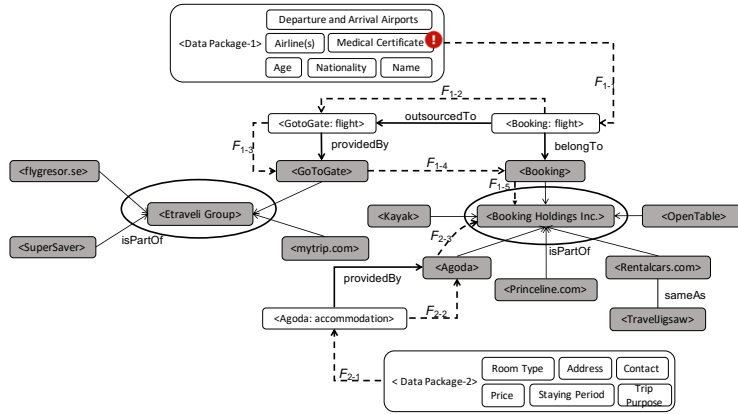 Departure and Arrival Airports
<Data Package-1>
Airline(s)
Medical Certificate
!
Age
Nationality
Name
F1-1
F1-2
<GotoGate: flight>
outsourcedTo
<Booking: flight>
F1-3
providedBy
belongTo
<flygresor.se>
<GoToGate>
F1-4
<Booking>
F1-5
<Etraveli Group>
<Kayak>
<Booking Holdings Inc.>
<OpenTable>
<SuperSaver>
isPartOf
<mytrip.com>
F2-3
isPartOf
<Agoda>
<Rentalcars.com>
providedBy
<Princeline.com>
sameAs
<Agoda: accommodation>
F2-2
<TravelJigsaw>
F2-1
< Data Package-2>
Room Type
Address
Contact
Price
Staying Period
Trip
Purpose